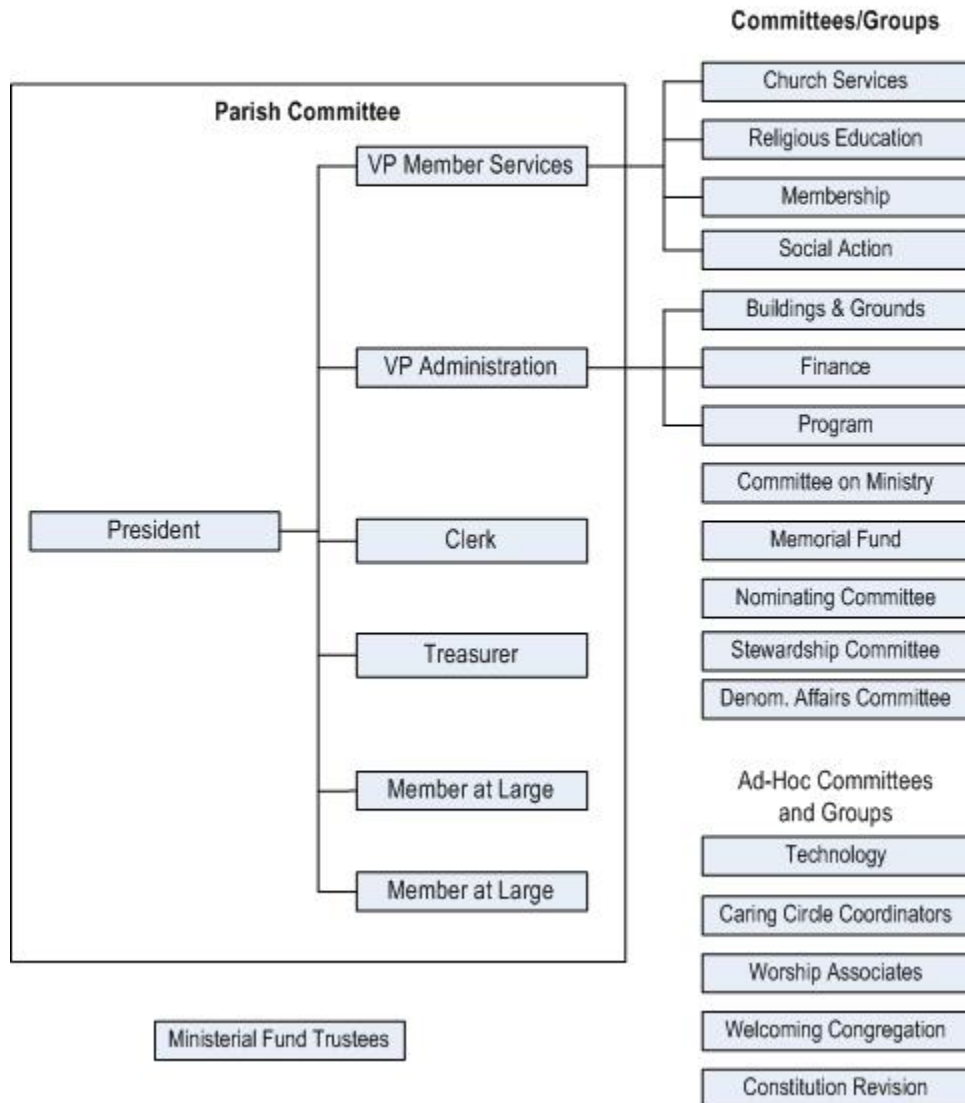 Committees/Groups
Parish Committee
President
VP Member Services
VP Administration
Clerk
Treasurer
Member at Large
Member at Large
Church Services
Religious Education
Membership
Social Action
Buildings & Grounds
Finance
Program
Committee on Ministry
Memorial Fund
Nominating Committee
Stewardship Committee
Denom. Affairs Committee
Ad-Hoc Committees
and Groups
Technology
Caring Circle Coordinators
Worship Associates
Welcoming Congregation
Constitution Revision
Ministerial Fund Trustees